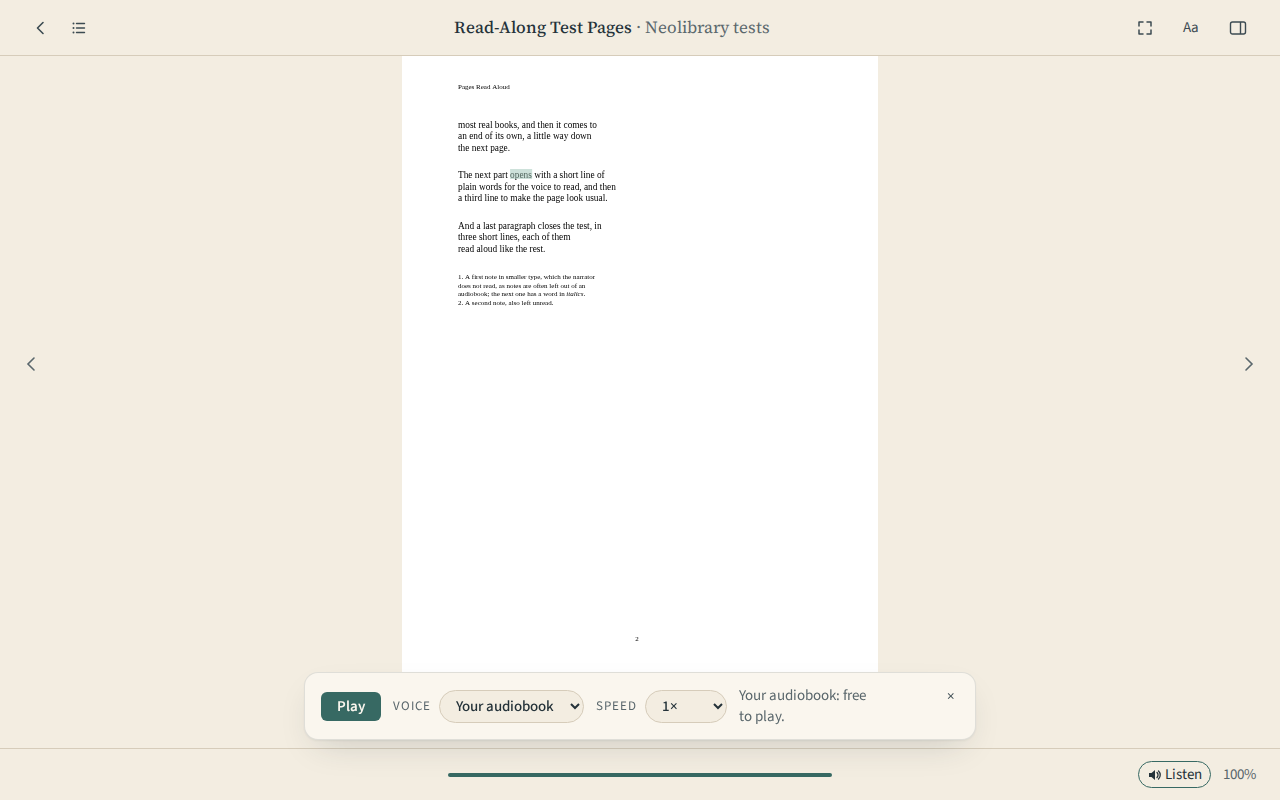 Read-Along Test Pages · Neolibrary tests
Aa
Pages Read Aloud
most real books, and then it comes to
an end of its own, a little way down
the next page.
The next part opens with a short line of
plain words for the voice to read, and then
a third line to make the page look usual.
And a last paragraph closes the test, in
three short lines, each of them
read aloud like the rest.
1. A first note in smaller type, which the narrator
does not read, as notes are often left out of an
audiobook; the next one has a word in italics.
2. A second note, also left unread.
2
Play
VOICE
Your audiobook
SPEED
1×
Your audiobook: free
to play.
×
Listen
100%